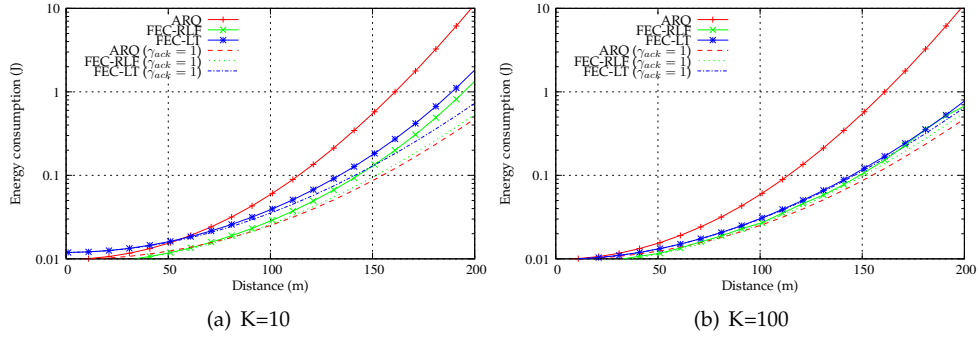 10
1
0.1
0.01
Energy consumption (J)
ARQ
FEC-RLF
FEC-LT
ARQ (γack = 1)
FEC-RLF (γack = 1)
FEC-LT (γack = 1)
0 50 100 150 200
Distance (m)
(a) K=10
10
1
0.1
0.01
Energy consumption (J)
ARQ
FEC-RLF
FEC-LT
ARQ (γack = 1)
FEC-RLF (γack = 1)
FEC-LT (γack = 1)
0 50 100 150 200
Distance (m)
(b) K=100